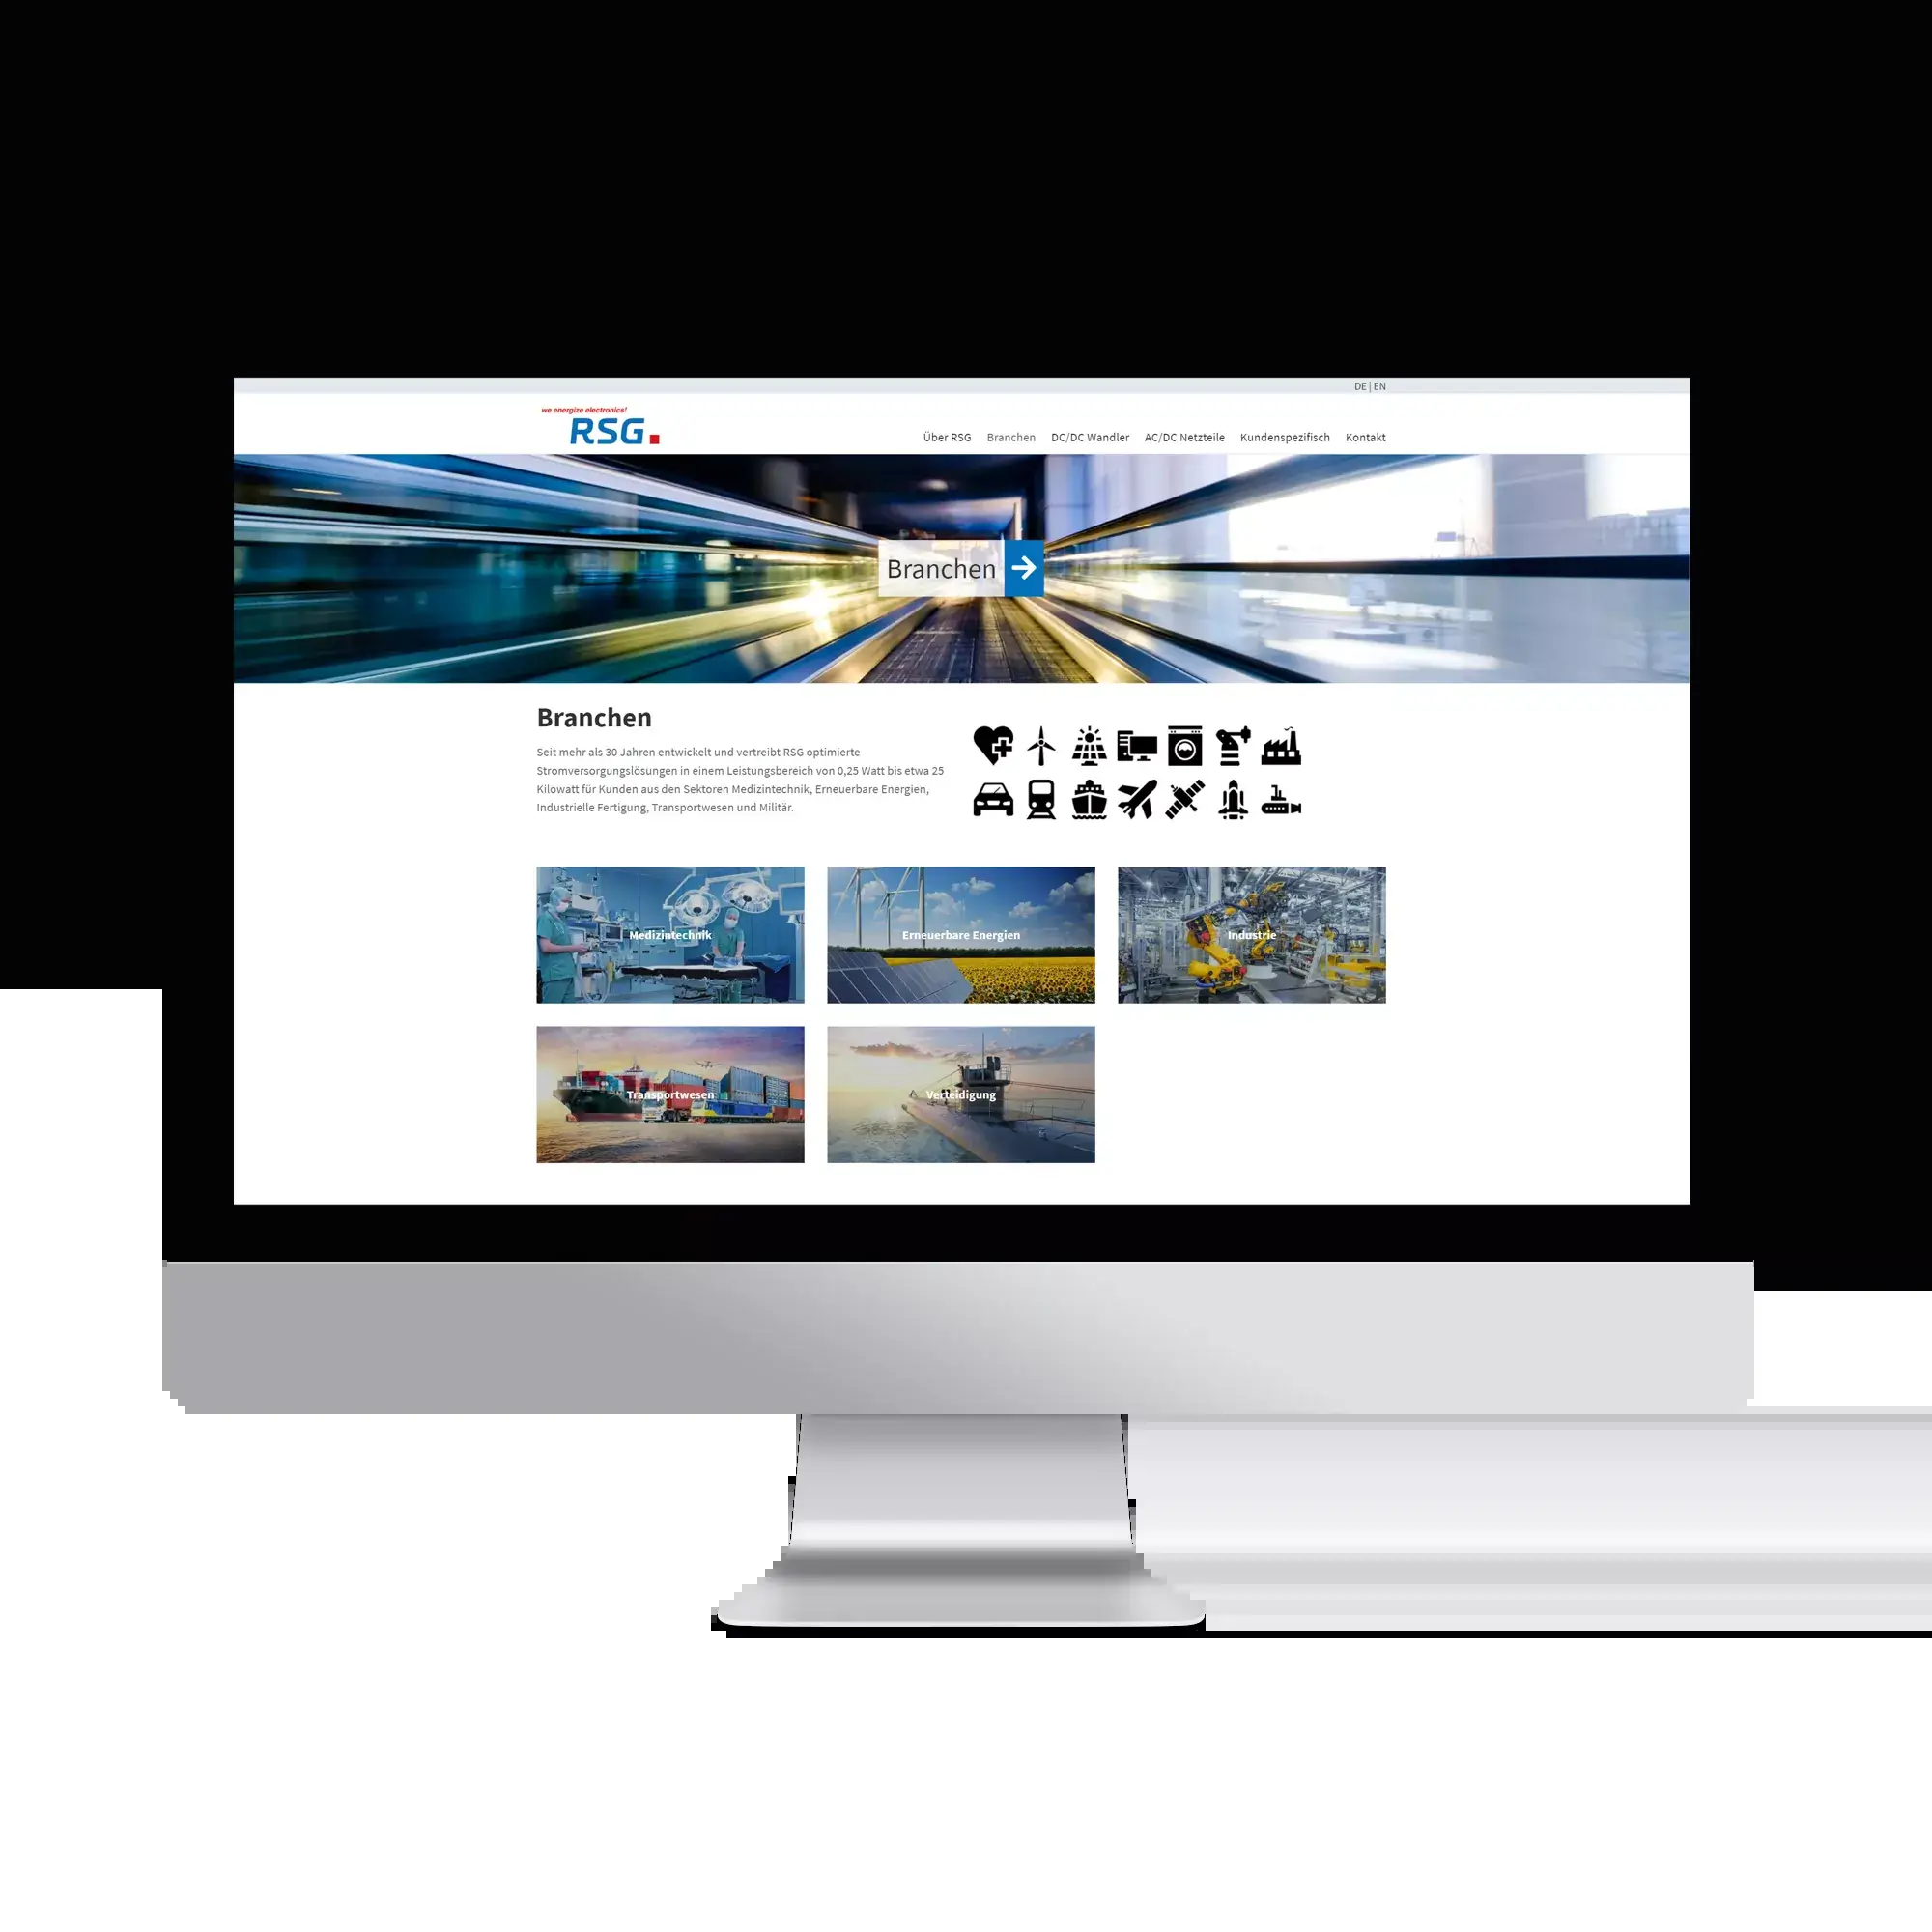 DE | EN
we energize electronics!
RSG
Über RSG Branchen DC/DC Wandler AC/DC Netzteile Kundenspezifisch Kontakt
Branchen
Branchen
Seit mehr als 30 Jahren entwickelt und vertreibt RSG optimierte
Stromversorgungslösungen in einem Leistungsbereich von 0,25 Watt bis etwa 25
Kilowatt für Kunden aus den Sektoren Medizintechnik, Erneuerbare Energien,
Industrielle Fertigung, Transportwesen und Militär.
Medizintechnik
Erneuerbare Energien
Industrie
Transportwesen
Verteidigung